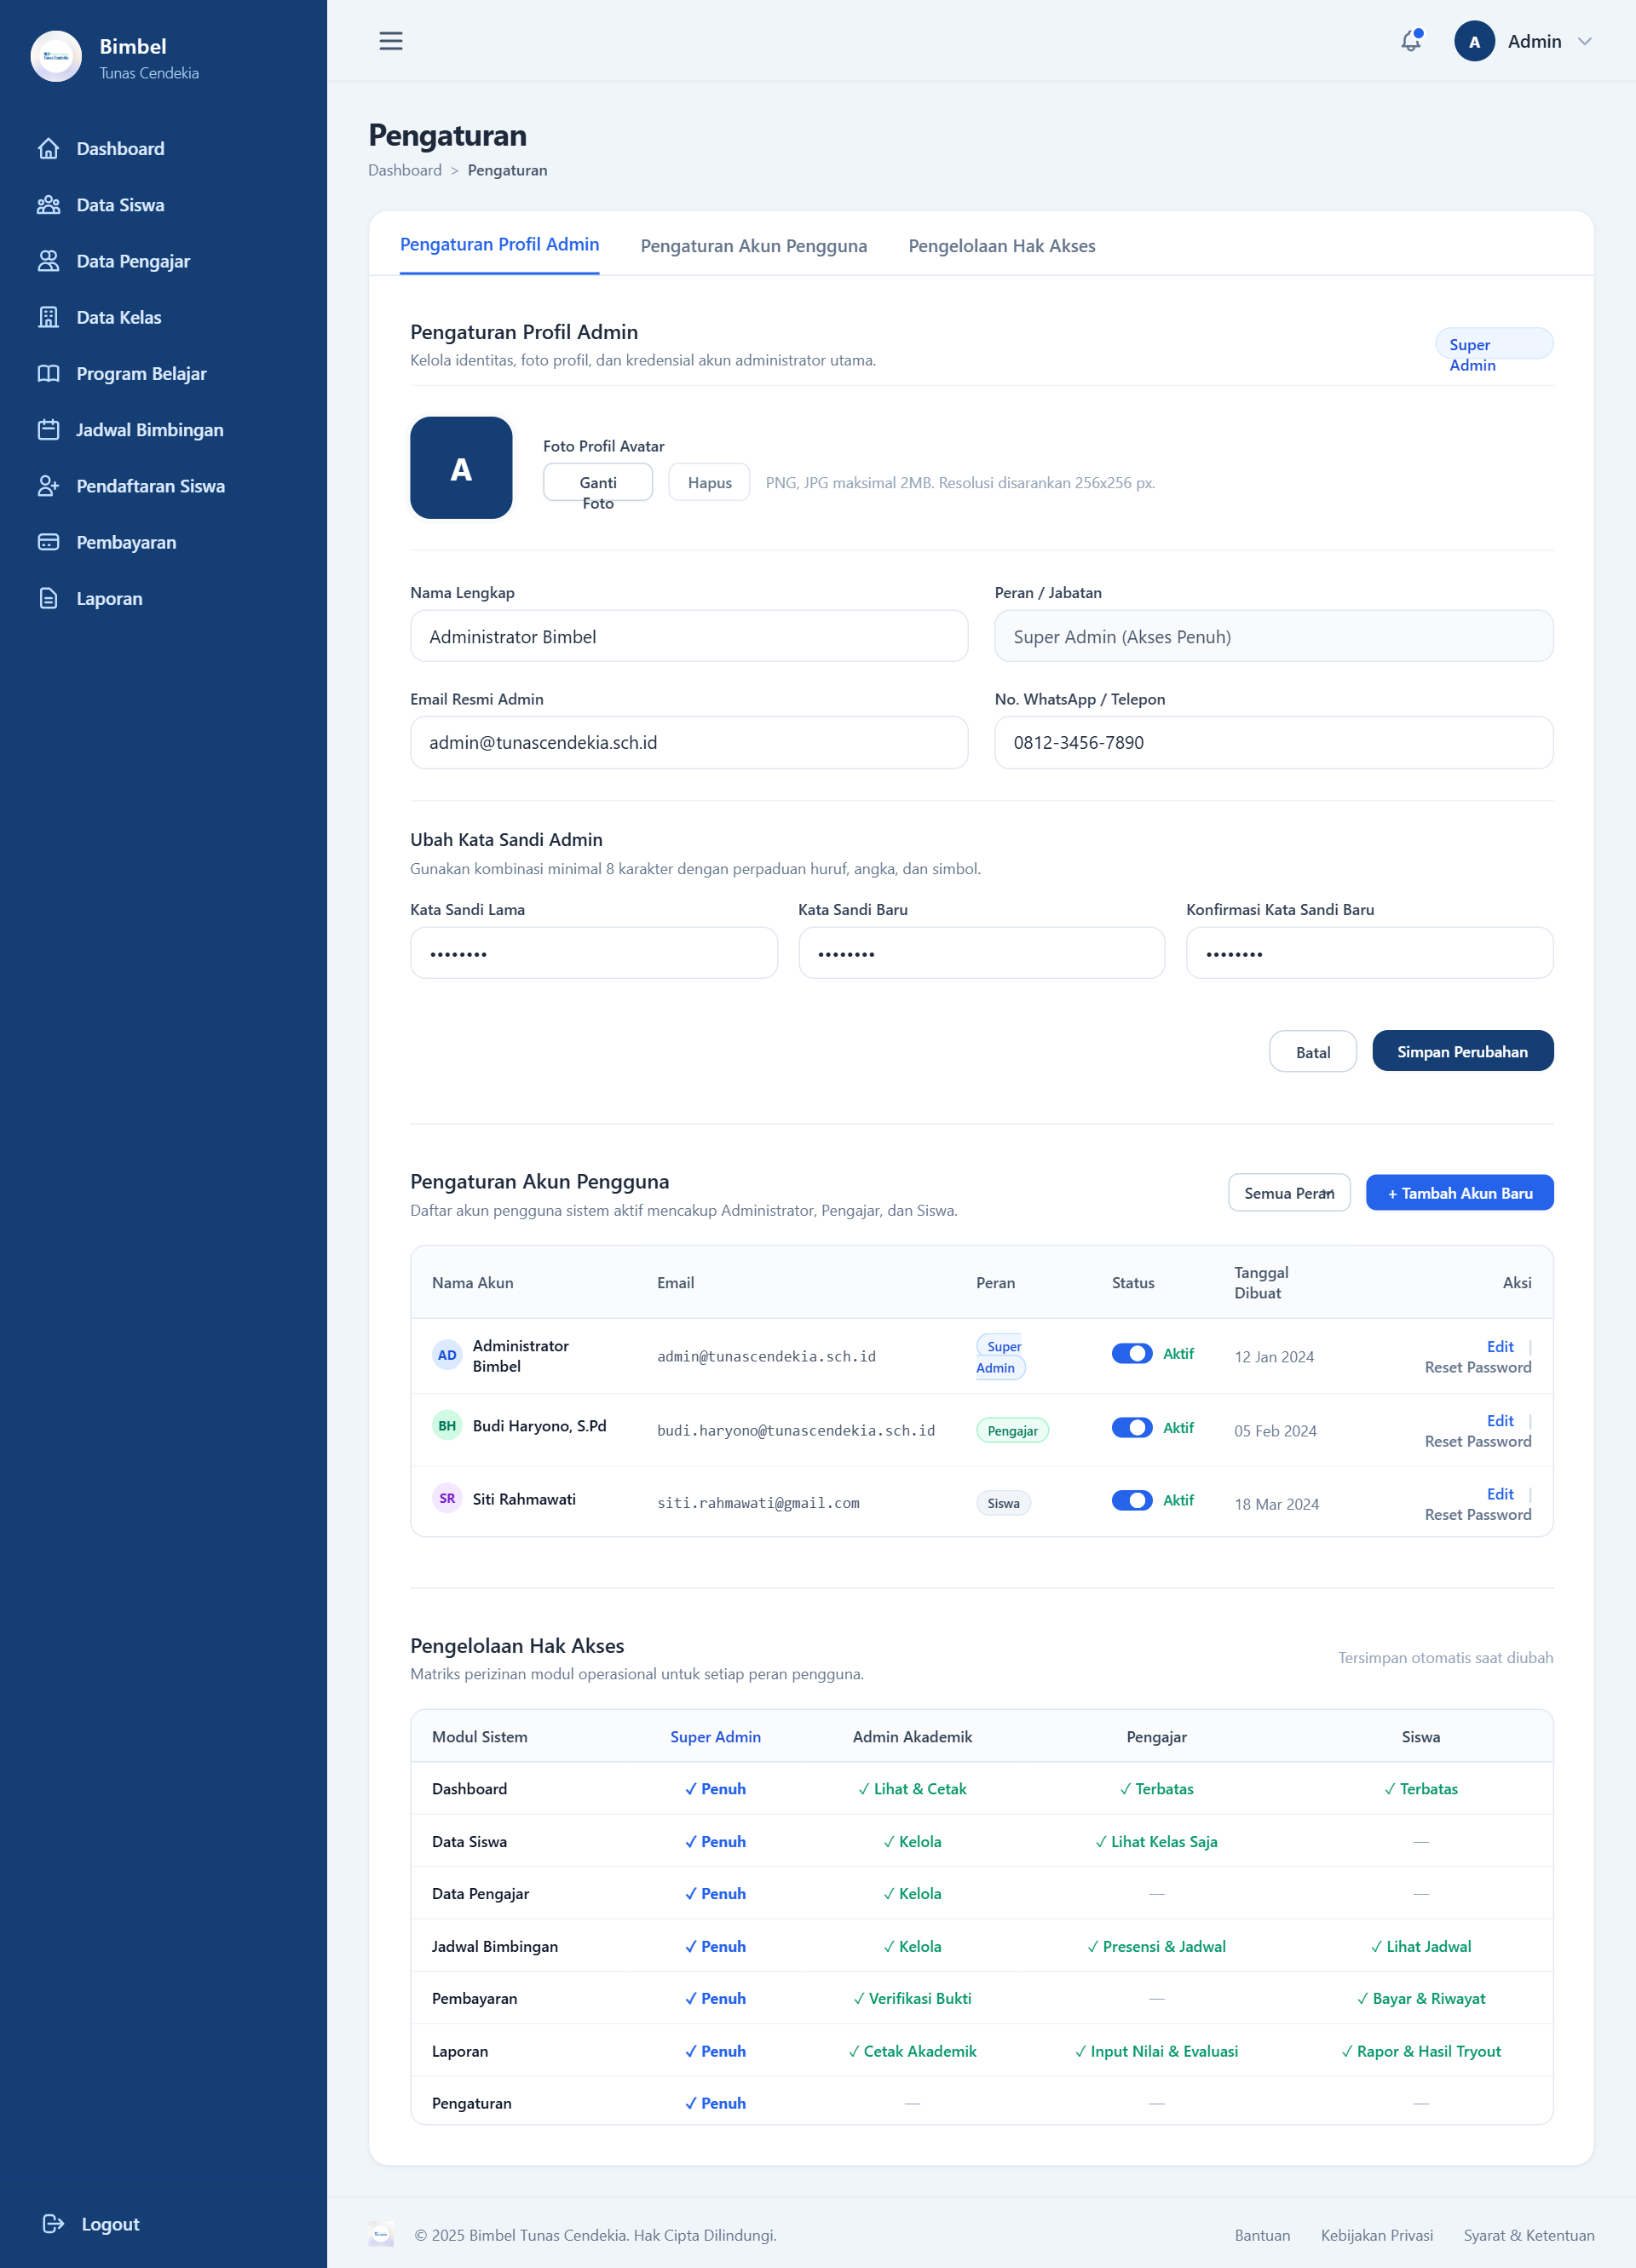 Bimbel
Tunas Cendekia
Dashboard
Data Siswa
Data Pengajar
Data Kelas
Program Belajar
Jadwal Bimbingan
Pendaftaran Siswa
Pembayaran
Laporan
Logout
A Admin
Pengaturan
Dashboard > Pengaturan
Pengaturan Profil Admin Pengaturan Akun Pengguna Pengelolaan Hak Akses
Pengaturan Profil Admin
Kelola identitas, foto profil, dan kredensial akun administrator utama.
Super
Admin
A
Foto Profil Avatar
Ganti
Foto
Hapus
PNG, JPG maksimal 2MB. Resolusi disarankan 256x256 px.
Nama Lengkap
Administrator Bimbel
Peran / Jabatan
Super Admin (Akses Penuh)
Email Resmi Admin
admin@tunascendekia.sch.id
No. WhatsApp / Telepon
0812-3456-7890
Ubah Kata Sandi Admin
Gunakan kombinasi minimal 8 karakter dengan perpaduan huruf, angka, dan simbol.
Kata Sandi Lama
••••••••
Kata Sandi Baru
••••••••
Konfirmasi Kata Sandi Baru
••••••••
Batal
Simpan Perubahan
Pengaturan Akun Pengguna
Daftar akun pengguna sistem aktif mencakup Administrator, Pengajar, dan Siswa.
Semua Peran
+ Tambah Akun Baru
Nama Akun Email Peran Status Tanggal
Dibuat
Aksi
AD Administrator
Bimbel
admin@tunascendekia.sch.id
Super
Admin
Aktif
12 Jan 2024
Edit |
Reset Password
BH Budi Haryono, S.Pd
budi.haryono@tunascendekia.sch.id
Pengajar
Aktif
05 Feb 2024
Edit |
Reset Password
SR Siti Rahmawati
siti.rahmawati@gmail.com
Siswa
Aktif
18 Mar 2024
Edit |
Reset Password
Pengelolaan Hak Akses
Matriks perizinan modul operasional untuk setiap peran pengguna.
Tersimpan otomatis saat diubah
Modul Sistem Super Admin Admin Akademik Pengajar Siswa
Dashboard ✓ Penuh ✓ Lihat & Cetak ✓ Terbatas ✓ Terbatas
Data Siswa ✓ Penuh ✓ Kelola ✓ Lihat Kelas Saja —
Data Pengajar ✓ Penuh ✓ Kelola — —
Jadwal Bimbingan ✓ Penuh ✓ Kelola ✓ Presensi & Jadwal ✓ Lihat Jadwal
Pembayaran ✓ Penuh ✓ Verifikasi Bukti — ✓ Bayar & Riwayat
Laporan ✓ Penuh ✓ Cetak Akademik ✓ Input Nilai & Evaluasi ✓ Rapor & Hasil Tryout
Pengaturan ✓ Penuh — — —
© 2025 Bimbel Tunas Cendekia. Hak Cipta Dilindungi.
Bantuan Kebijakan Privasi Syarat & Ketentuan